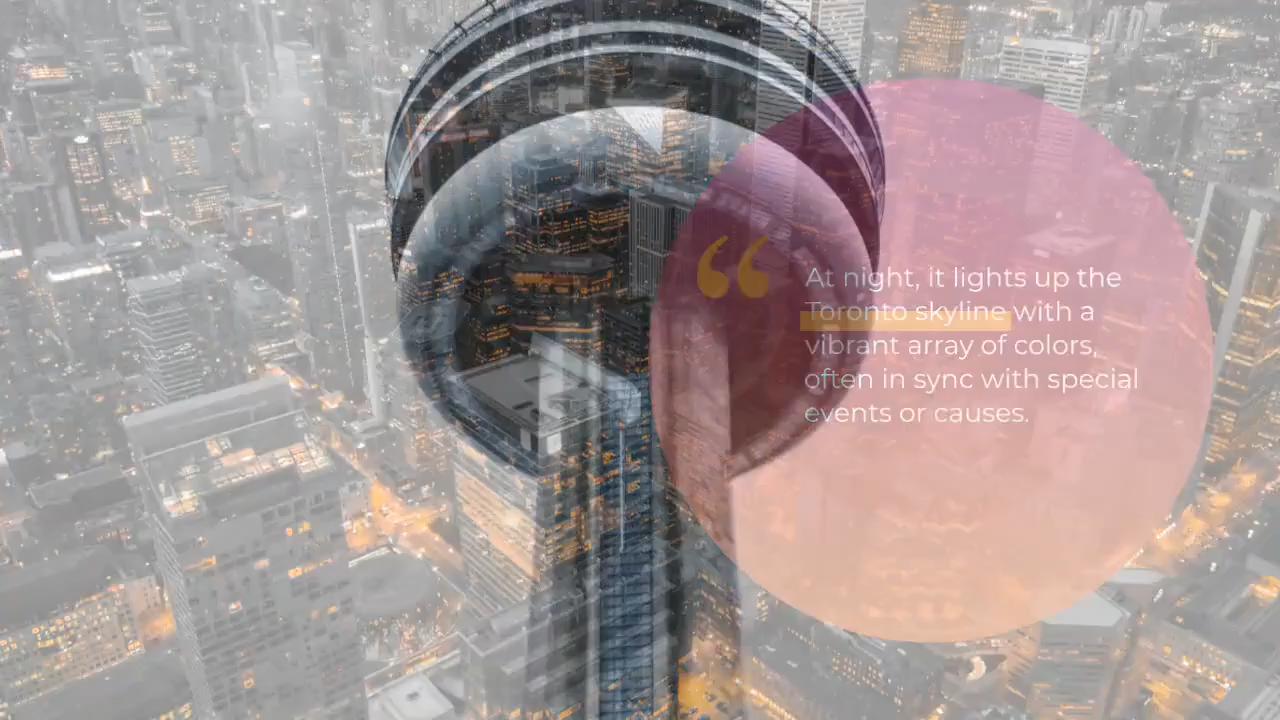 “
At night, it lights up the
Toronto skyline with a
vibrant array of colors,
often in sync with special
events or causes.